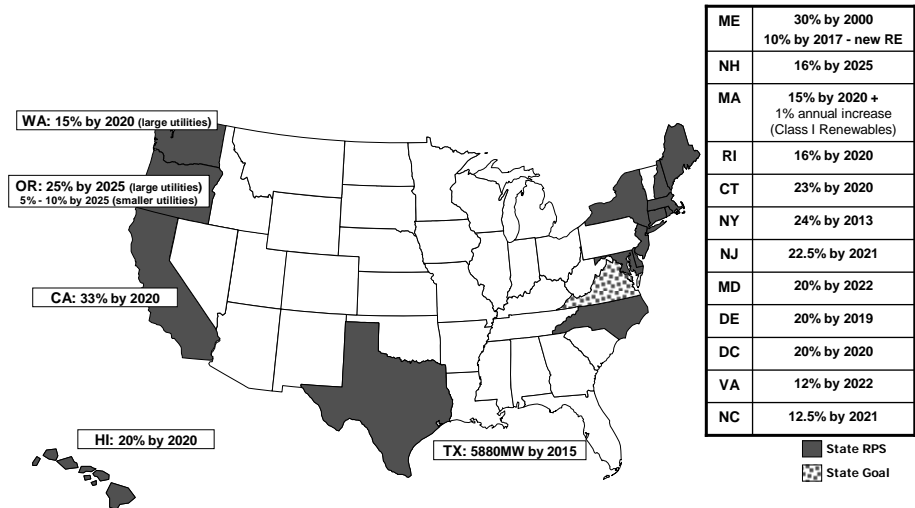 WA: 15% by 2020 (large utilities)
OR: 25% by 2025 (large utilities)
5% - 10% by 2025 (smaller utilities)
CA: 33% by 2020
HI: 20% by 2020
TX: 5880MW by 2015
ME 30% by 2000
10% by 2017 - new RE
NH 16% by 2025
MA 15% by 2020 +
1% annual increase
(Class I Renewables)
RI 16% by 2020
CT 23% by 2020
NY 24% by 2013
NJ 22.5% by 2021
MD 20% by 2022
DE 20% by 2019
DC 20% by 2020
VA 12% by 2022
NC 12.5% by 2021
State RPS
State Goal